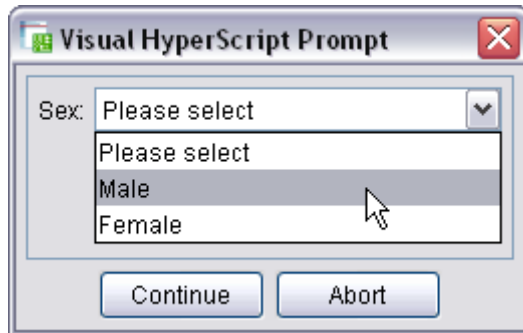 Visual HyperScript Prompt
Sex: Please select
Please select
Male
Female
Continue Abort